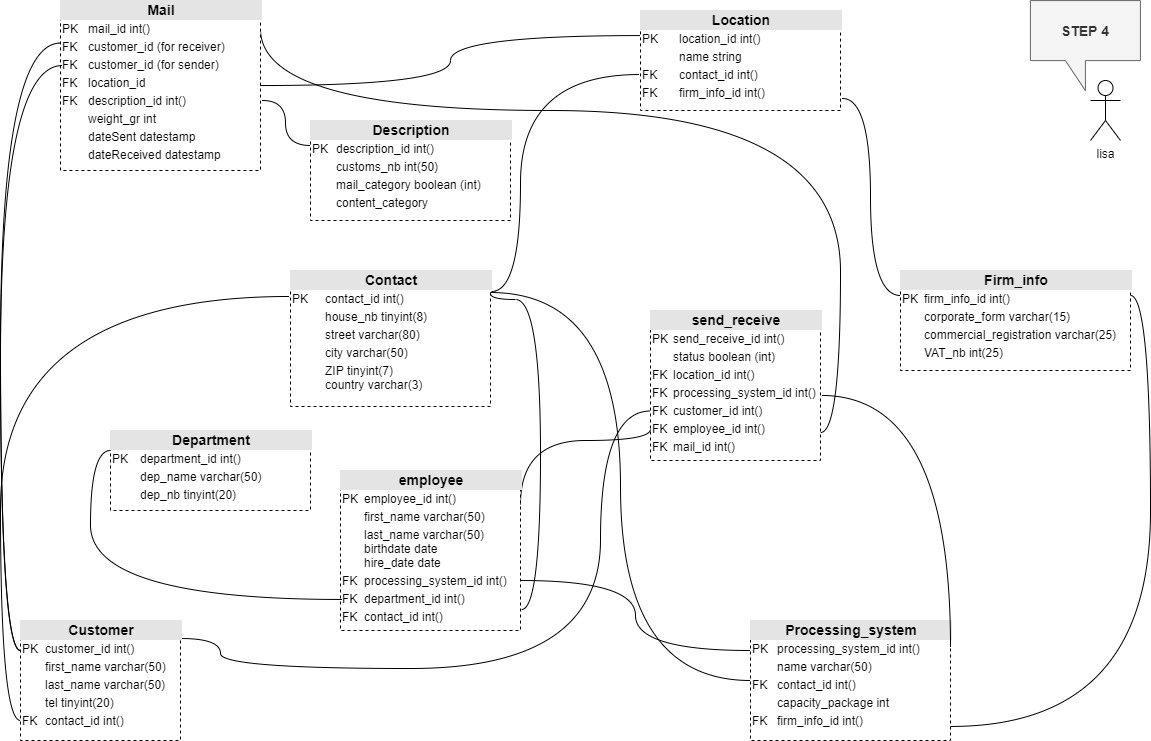 Mail
PK mail_id int()
FK customer_id (for receiver)
FK customer_id (for sender)
FK location_id
FK description_id int()
weight_gr int
dateSent datestamp
dateReceived datestamp
Location
PK location_id int()
name string
FK contact_id int()
FK firm_info_id int()
STEP 4
lisa
Description
PK description_id int()
customs_nb int(50)
mail_category boolean (int)
content_category
Contact
PK contact_id int()
house_nb tinyint(8)
street varchar(80)
city varchar(50)
ZIP tinyint(7)
country varchar(3)
send_receive
PK send_receive_id int()
status boolean (int)
FK location_id int()
FK processing_system_id int()
FK customer_id int()
FK employee_id int()
FK mail_id int()
Firm_info
PK firm_info_id int()
corporate_form varchar(15)
commercial_registration varchar(25)
VAT_nb int(25)
Department
PK department_id int()
dep_name varchar(50)
dep_nb tinyint(20)
employee
PK employee_id int()
first_name varchar(50)
last_name varchar(50)
birthdate date
hire_date date
FK processing_system_id int()
FK department_id int()
FK contact_id int()
Customer
PK customer_id int()
first_name varchar(50)
last_name varchar(50)
tel tinyint(20)
FK contact_id int()
Processing_system
PK processing_system_id int()
name varchar(50)
FK contact_id int()
capacity_package int
FK firm_info_id int()